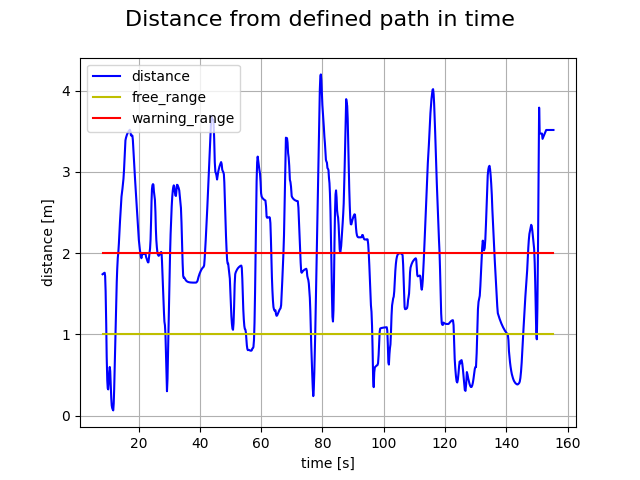 Distance from defined path in time
distance
free_range
warning_range
distance [m]
4
3
2
1
0
20 40 60 80 100 120 140 160
time [s]